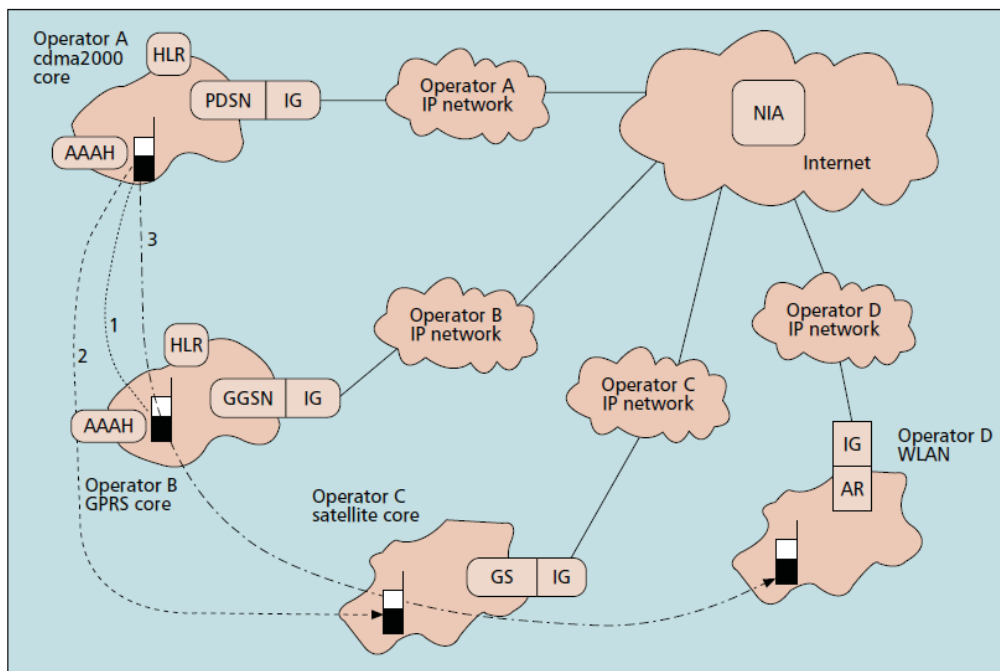 Operator A
cdma2000
core
HLR
PDSN
IG
AAAH
Operator A
IP network
NIA
Internet
3
1
2
HLR
GGSN
IG
AAAH
Operator B
GPRS core
Operator B
IP network
Operator C
IP network
Operator D
IP network
Operator C
satellite core
GS
IG
IG
AR
Operator D
WLAN